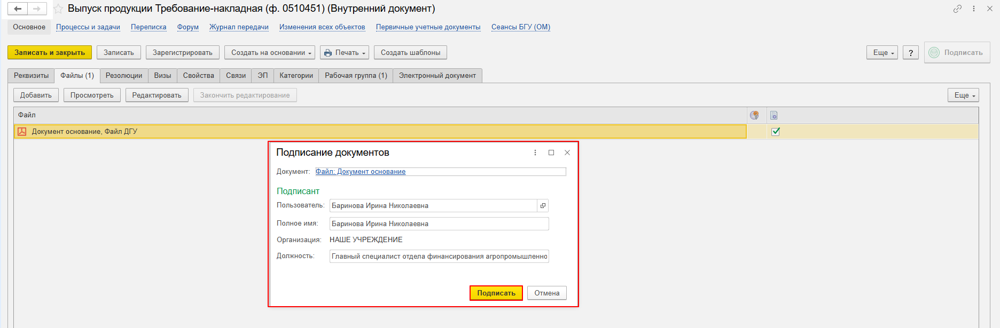 Выпуск продукции Требование-накладная (ф. 0510451) (Внутренний документ)
Основное Процессы и задачи Переписка Форум Журнал передачи Изменения всех объектов Первичные учетные документы Сеансы БГУ (ОМ)
Записать и закрыть Записать Зарегистрировать Создать на основании Печать Создать шаблоны Еще ? Подписать
Реквизиты Файлы (1) Резолюции Визы Свойства Связи ЭП Категории Рабочая группа (1) Электронный документ
Добавить Просмотреть Редактировать Закончить редактирование Еще
Файл
Документ основание, Файл ДГУ
Подписание документов
Документ: Файл: Документ основание
Подписант
Пользователь: Баринова Ирина Николаевна
Полное имя: Баринова Ирина Николаевна
Организация: НАШЕ УЧРЕЖДЕНИЕ
Должность: Главный специалист отдела финансирования агропромышленно
Подписать Отмена